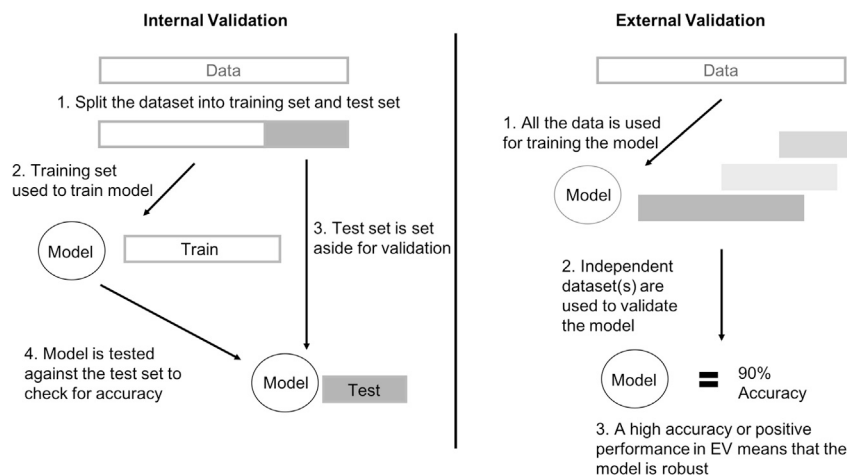 Internal Validation
Data
1. Split the dataset into training set and test set
2. Training set
used to train model
3. Test set is set
aside for validation
Model
Train
4. Model is tested
against the test set to
check for accuracy
Model
Test
External Validation
Data
1. All the data is used
for training the model
Model
2. Independent
dataset(s) are
used to validate
the model
Model
=
90%
Accuracy
3. A high accuracy or positive
performance in EV means that the
model is robust